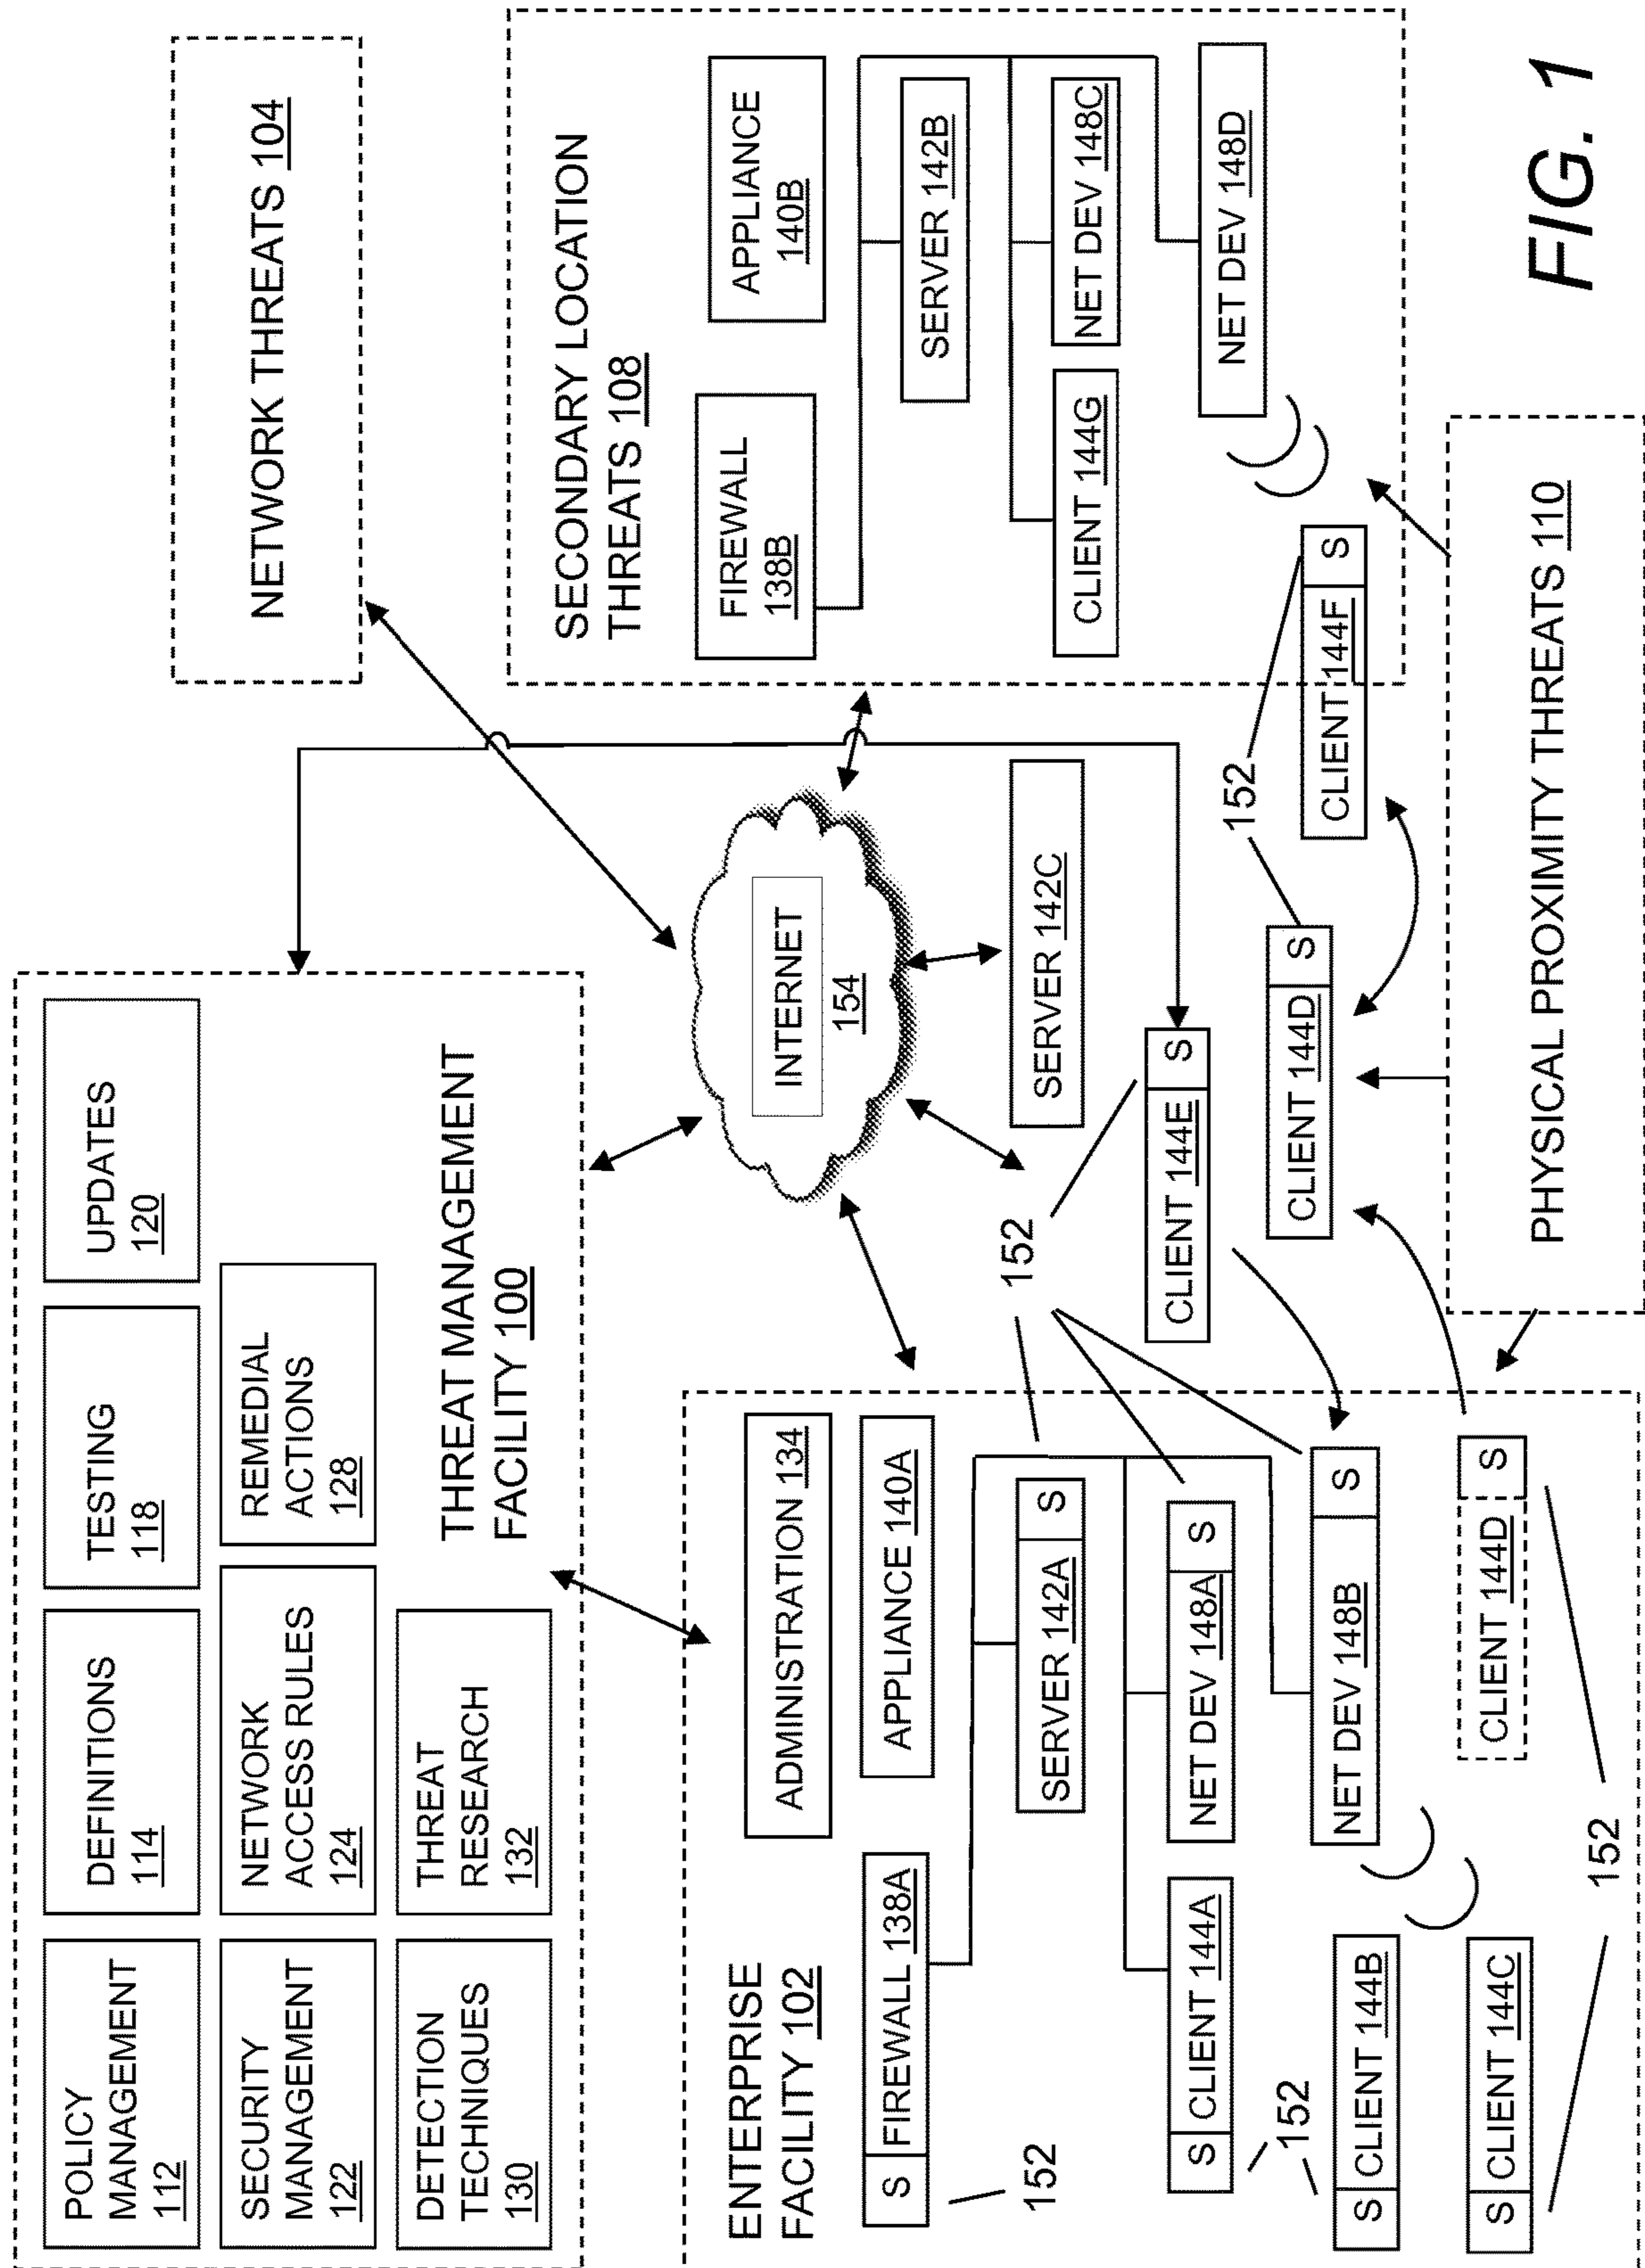 POLICY
MANAGEMENT
112
DEFINITIONS
114
TESTING
118
UPDATES
120
SECURITY
MANAGEMENT
122
NETWORK
ACCESS RULES
124
REMEDIAL
ACTIONS
128
DETECTION
TECHNIQUES
130
THREAT
RESEARCH
132
THREAT MANAGEMENT
FACILITY 100
NETWORK THREATS 104
ENTERPRISE
FACILITY 102
ADMINISTRATION 134
S FIREWALL 138A
APPLIANCE 140A
152
SERVER 142A S
S CLIENT 144A
NET DEV 148A S
152
S CLIENT 144B
NET DEV 148B S
S CLIENT 144C
CLIENT 144D S
152
INTERNET
154
152
SERVER 142C
CLIENT 144E S
CLIENT 144D S
152
CLIENT 144F S
SECONDARY LOCATION
THREATS 108
FIREWALL
138B
APPLIANCE
140B
SERVER 142B
CLIENT 144G
NET DEV 148C
NET DEV 148D
PHYSICAL PROXIMITY THREATS 110
FIG. 1